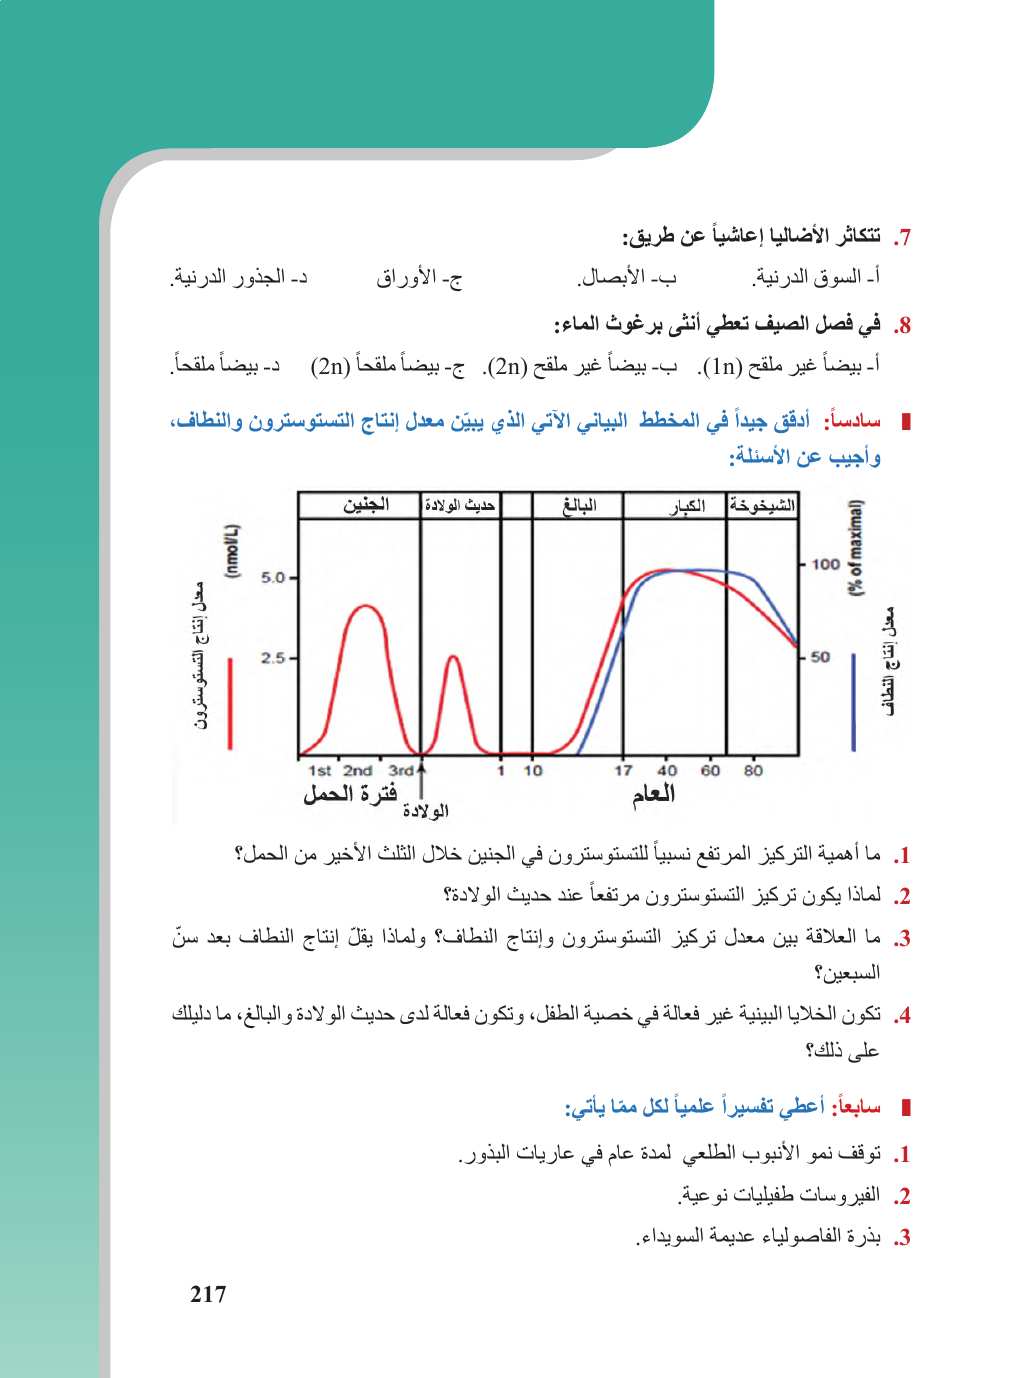 7. تتكاثر الأضاليا إعاشياً عن طريق:
أ- السوق الدرنية. ب- الأبصال. ج- الأوراق د- الجذور الدرنية.
8. في فصل الصيف تعطي أنثى برغوث الماء:
أ- بيضاً غير ملقح (1n). ب- بيضاً غير ملقح (2n). ج- بيضاً ملقحاً (2n) د- بيضاً ملقحاً.
سادساً: أدقق جيداً في المخطط البياني الآتي الذي يبيّن معدل إنتاج التستوسترون والنطاف،
وأجيب عن الأسئلة:
الجنين حديث الولادة البالغ الكبار الشيخوخة
معدل إنتاج التستوسترون
(nmol/L)
5.0
2.5
(% of maximal)
معدل إنتاج النطاف
100
50
1st 2nd 3rd 1 10 17 40 60 80
فترة الحمل
الولادة
العام
1. ما أهمية التركيز المرتفع نسبياً للتستوسترون في الجنين خلال الثلث الأخير من الحمل؟
2. لماذا يكون تركيز التستوسترون مرتفعاً عند حديث الولادة؟
3. ما العلاقة بين معدل تركيز التستوسترون وإنتاج النطاف؟ ولماذا يقلّ إنتاج النطاف بعد سنّ
السبعين؟
4. تكون الخلايا البينية غير فعالة في خصية الطفل، وتكون فعالة لدى حديث الولادة والبالغ، ما دليلك
على ذلك؟
سابعاً: أعطي تفسيراً علمياً لكل ممّا يأتي:
1. توقف نمو الأنبوب الطلعي لمدة عام في عاريات البذور.
2. الفيروسات طفيليات نوعية.
3. بذرة الفاصولياء عديمة السويداء.
217